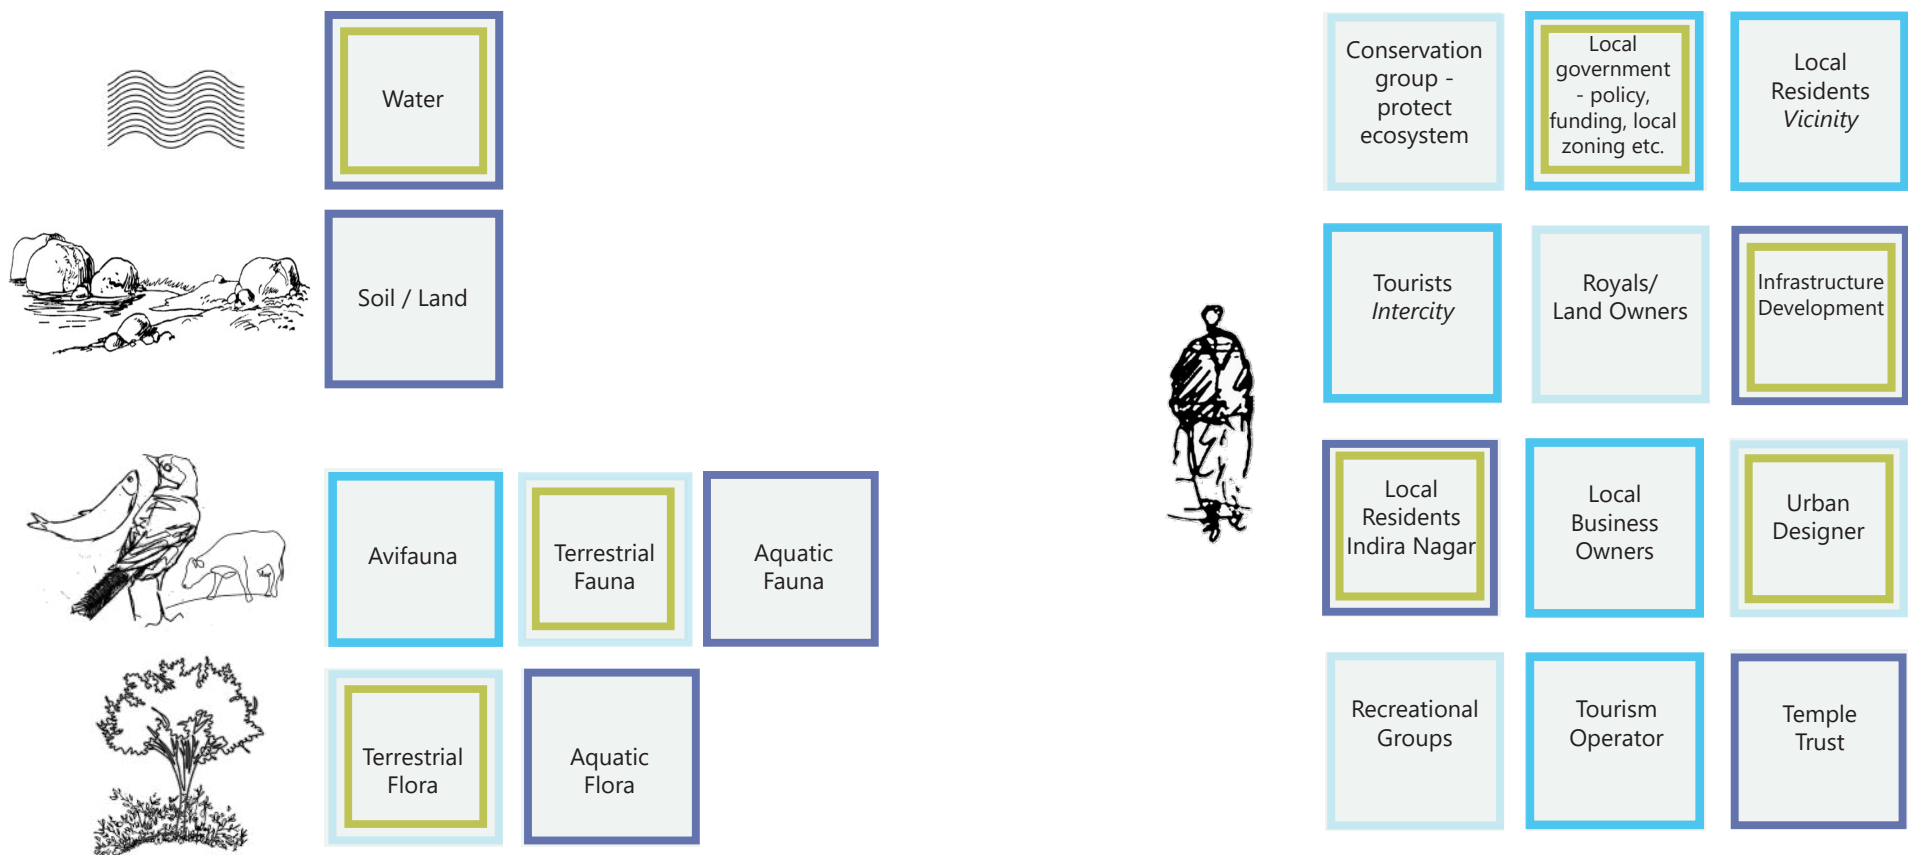 Water
Soil / Land
Avifauna
Terrestrial
Fauna
Aquatic
Fauna
Terrestrial
Flora
Aquatic
Flora
Conservation
group -
protect
ecosystem
Local
government
- policy,
funding, local
zoning etc.
Local
Residents
Vicinity
Tourists
Intercity
Royals/
Land Owners
Infrastructure
Development
Local
Residents
Indira Nagar
Local
Business
Owners
Urban
Designer
Recreational
Groups
Tourism
Operator
Temple
Trust